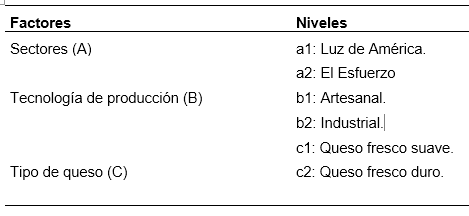 Factores Niveles
Sectores (A) a1: Luz de América.
a2: El Esfuerzo
Tecnología de producción (B) b1: Artesanal.
b2: Industrial.
c1: Queso fresco suave.
Tipo de queso (C) c2: Queso fresco duro.